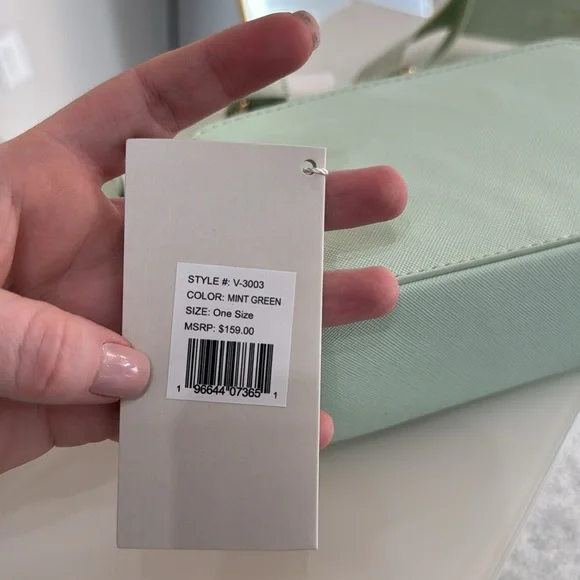 STYLE #: V-3003
COLOR: MINT GREEN
SIZE: One Size
MSRP: $159.00
1 96644 07365 1